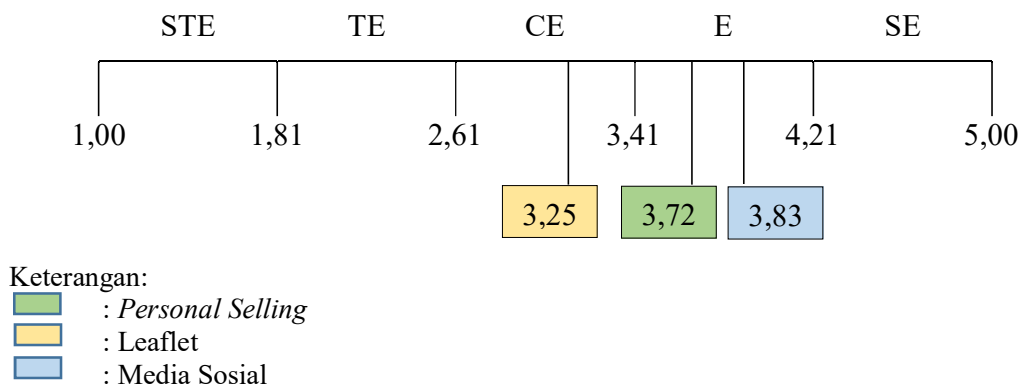 STE TE CE E SE
1,00 1,81 2,61 3,41 4,21 5,00
3,25 3,72 3,83
Keterangan:
: Personal Selling
: Leaflet
: Media Sosial